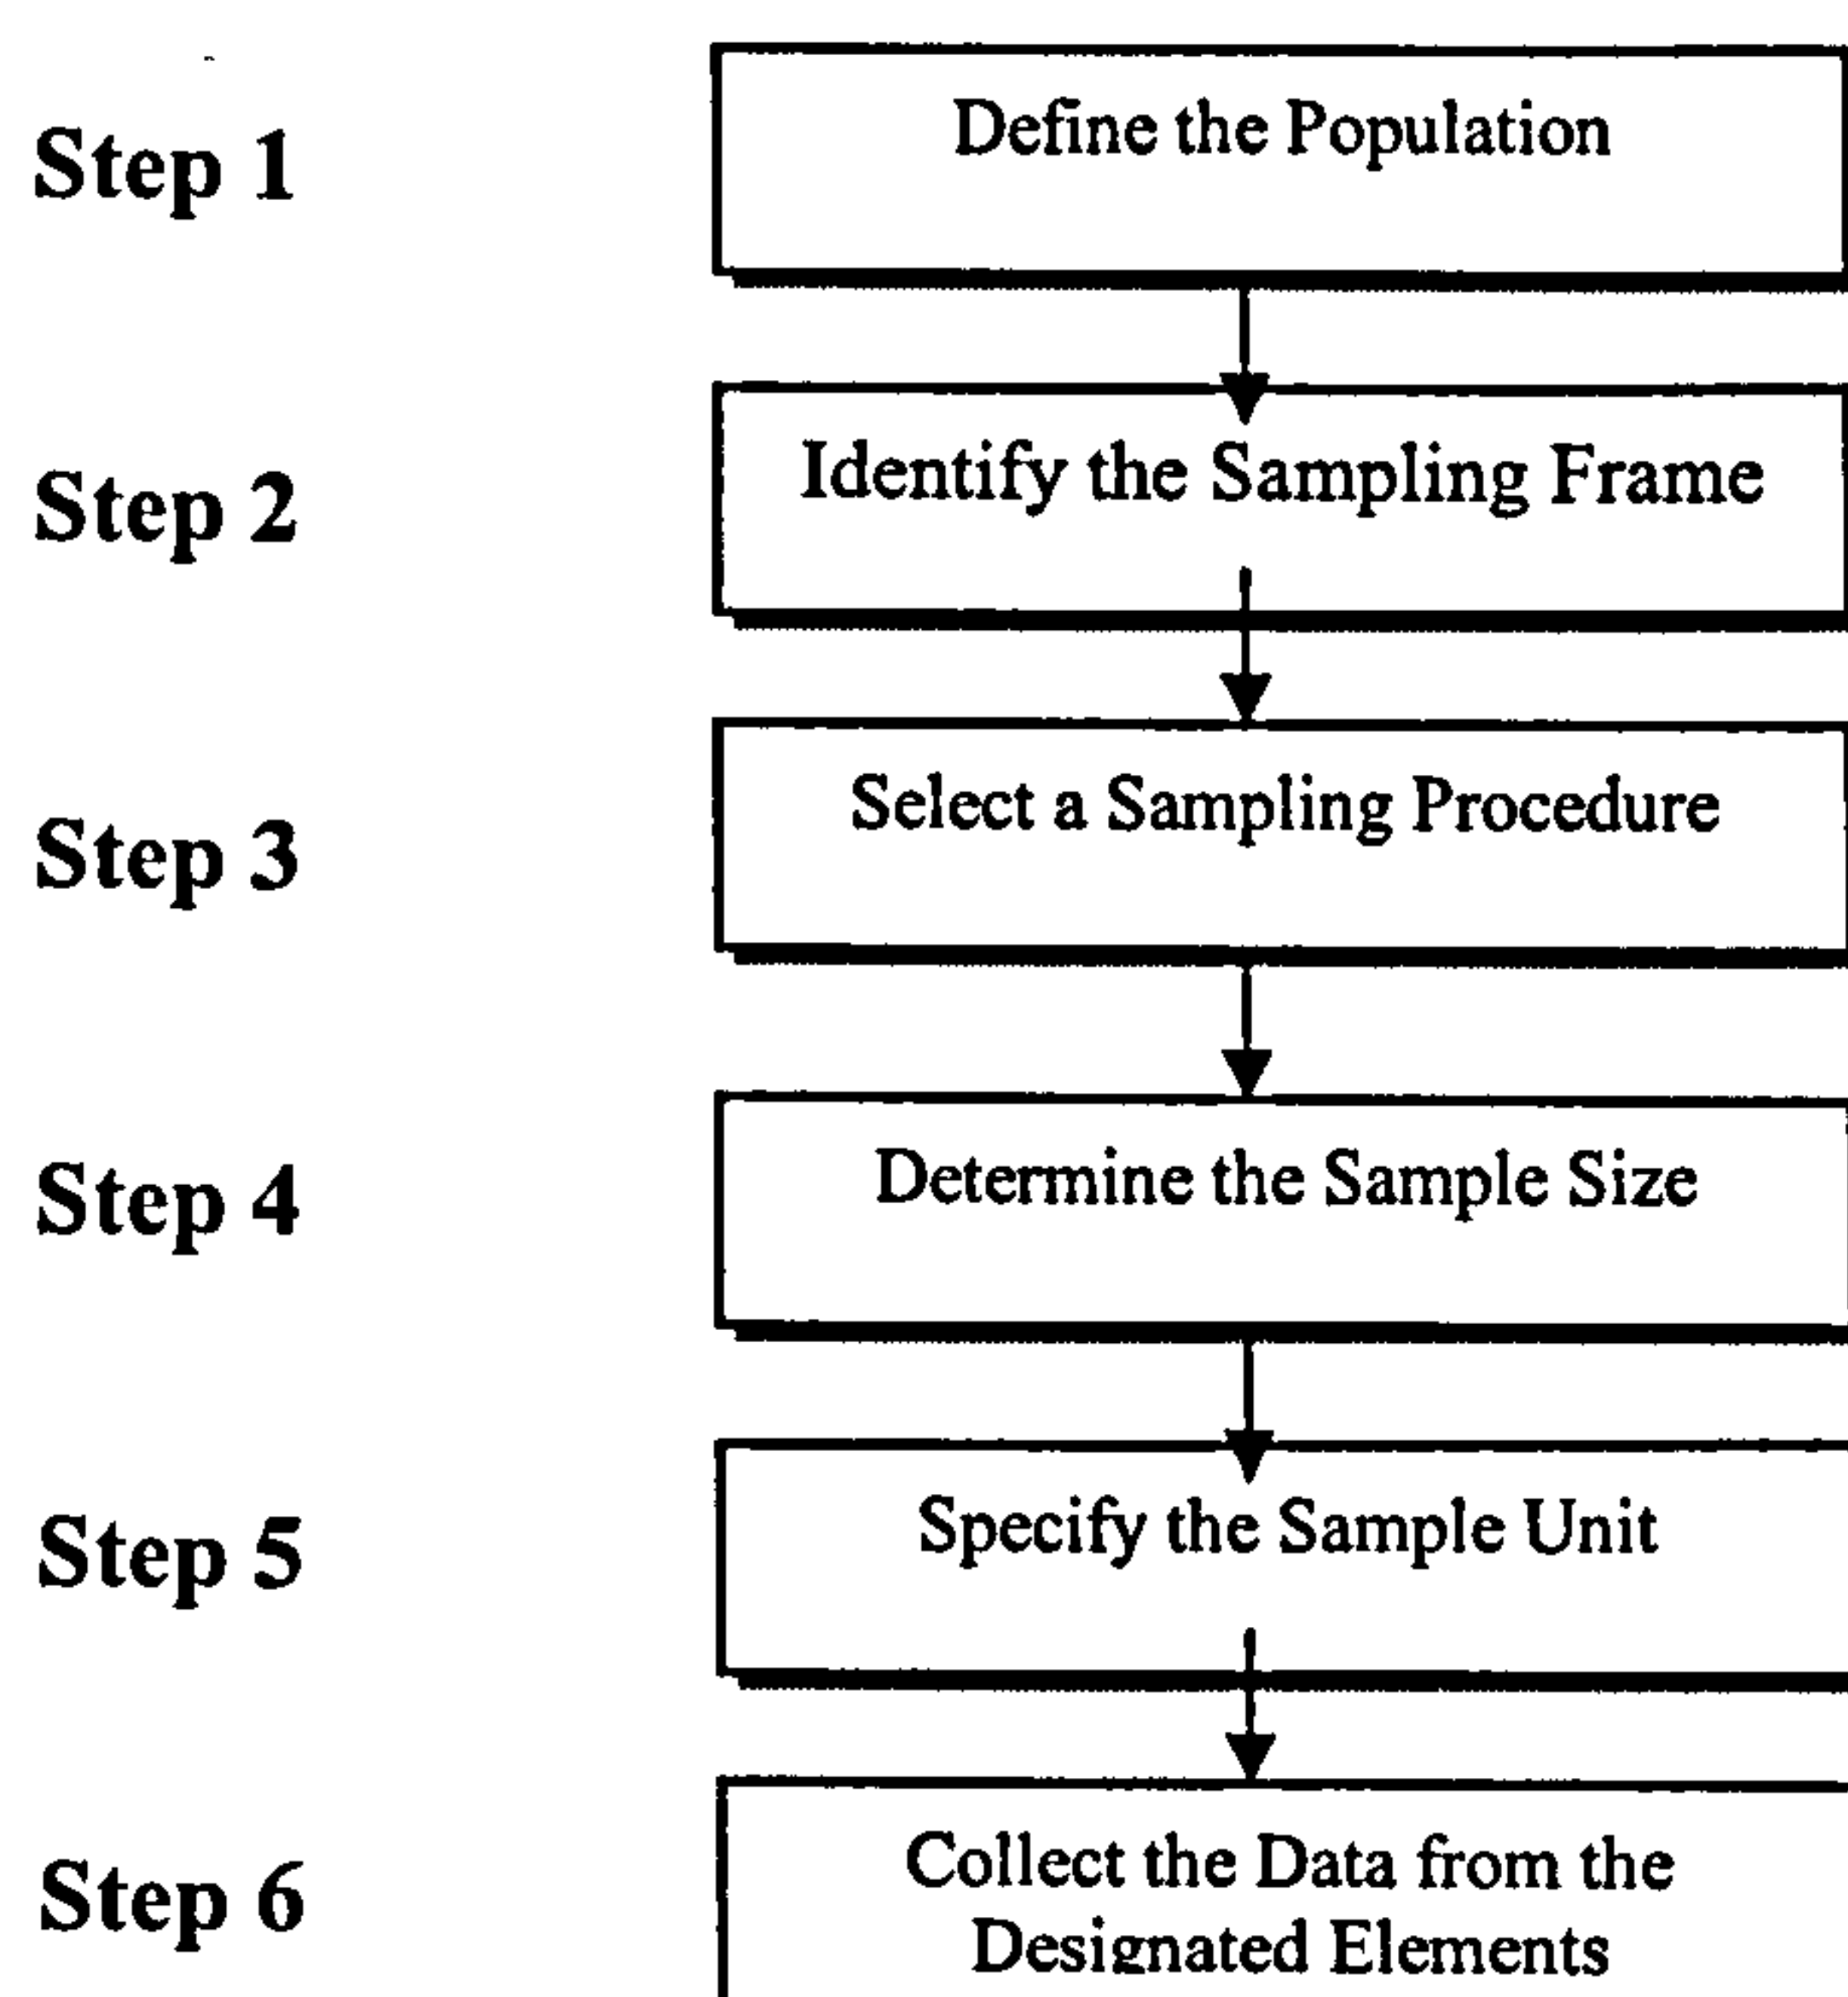 Step 1
Define the Population
Step 2
Identify the Sampling Frame
Step 3
Select a Sampling Procedure
Step 4
Determine the Sample Size
Step 5
Specify the Sample Unit
Step 6
Collect the Data from the
Designated Elements